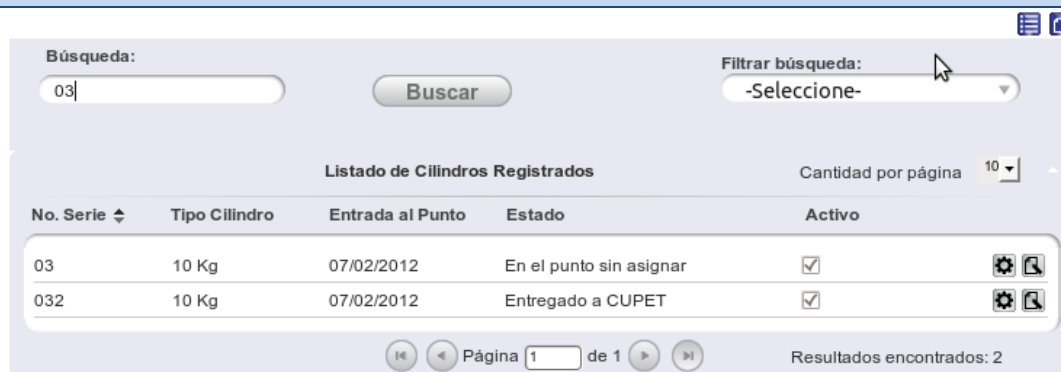 Búsqueda:
Filtrar búsqueda:
03
Buscar
-Seleccione-
Listado de Cilindros Registrados
Cantidad por página 10
No. Serie Tipo Cilindro Entrada al Punto Estado Activo
03 10 Kg 07/02/2012 En el punto sin asignar
032 10 Kg 07/02/2012 Entregado a CUPET
Página 1 de 1 Resultados encontrados: 2